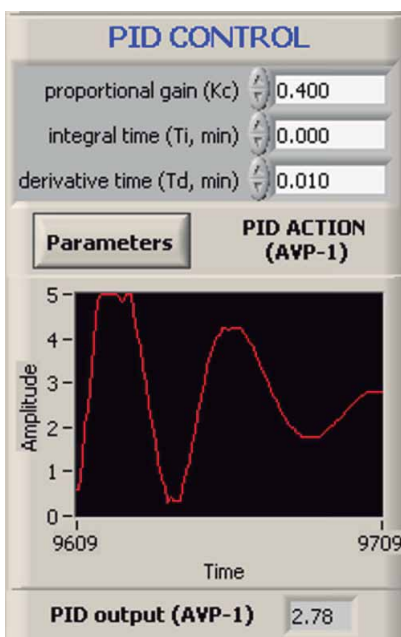 PID CONTROL
proportional gain (Kc) 0.400
integral time (Ti, min) 0.000
derivative time (Td, min) 0.010
Parameters
PID ACTION
(AVP-1)
5
4
3
2
1
0
Amplitude
9609 9709
Time
PID output (AVP-1) 2.78